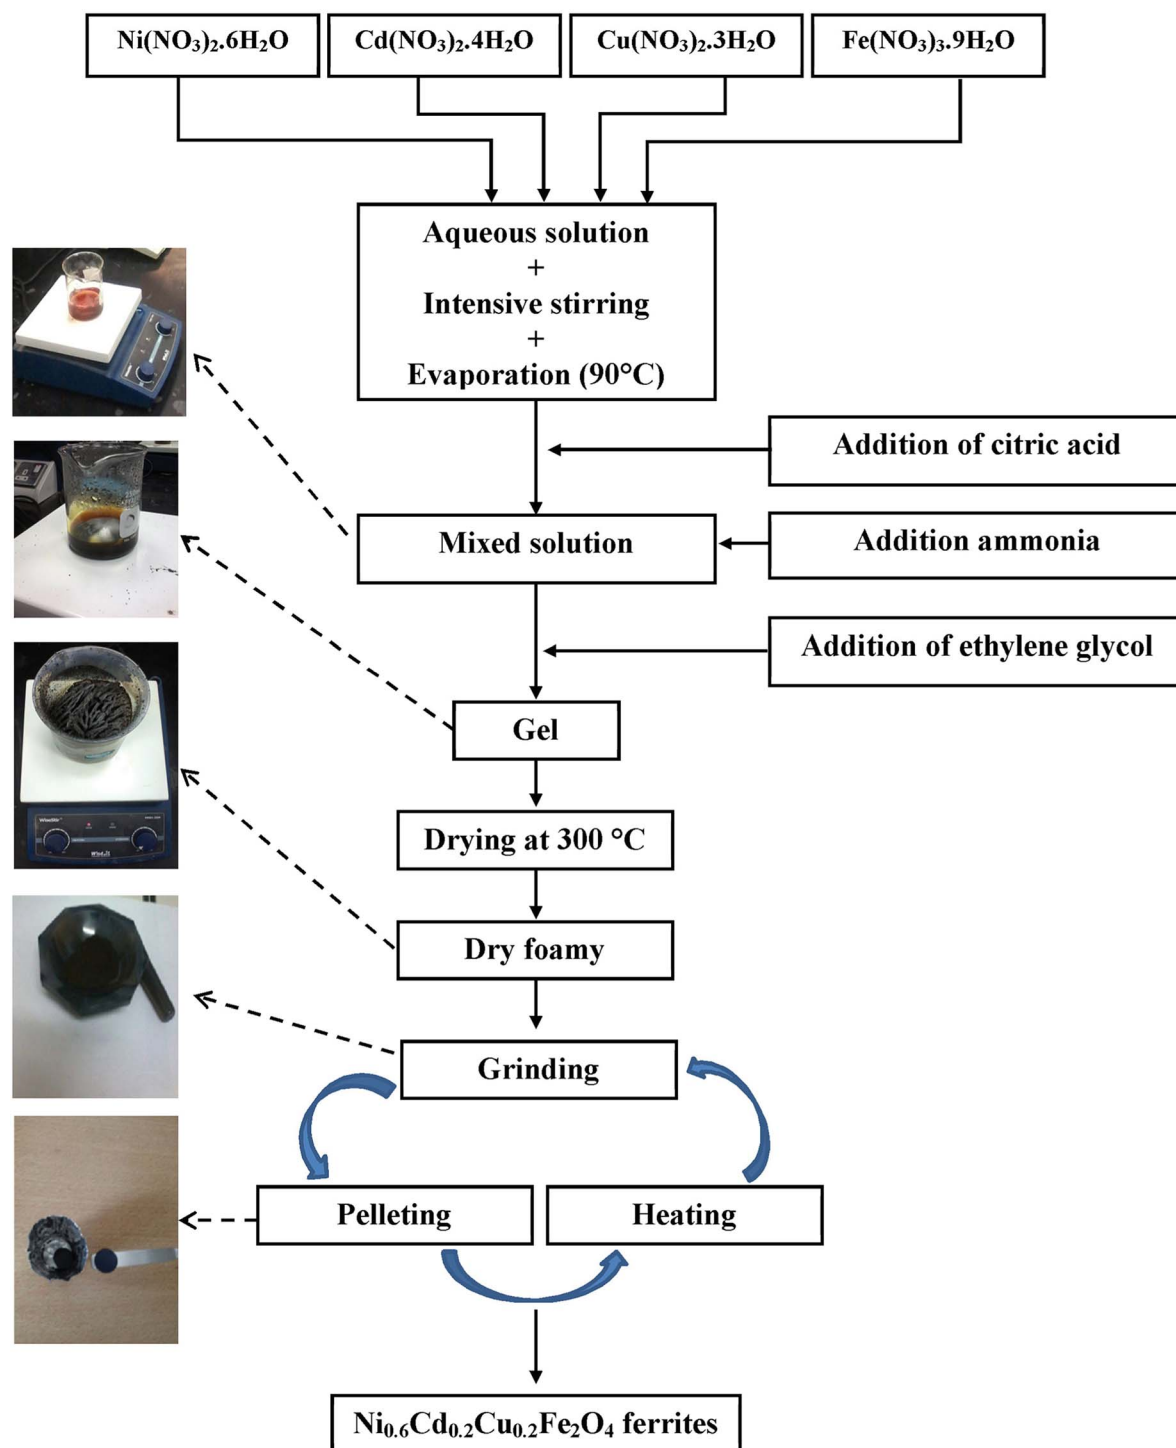 Ni(NO₃)₂.6H₂O
Cd(NO₃)₂.4H₂O
Cu(NO₃)₂.3H₂O
Fe(NO₃)₃.9H₂O
Aqueous solution
+
Intensive stirring
+
Evaporation (90°C)
Addition of citric acid
Mixed solution
Addition ammonia
Addition of ethylene glycol
Gel
Drying at 300 °C
Dry foamy
Grinding
Pelleting
Heating
Ni₀.₆Cd₀.₂Cu₀.₂Fe₂O₄ ferrites